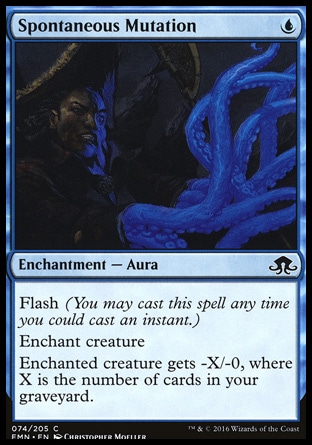 Spontaneous Mutation
Enchantment — Aura
Flash (You may cast this spell any time
you could cast an instant.)
Enchant creature
Enchanted creature gets -X/-0, where
X is the number of cards in your
graveyard.
074/205 C
EMN • EN Christopher Moeller
™ & © 2016 Wizards of the Coast